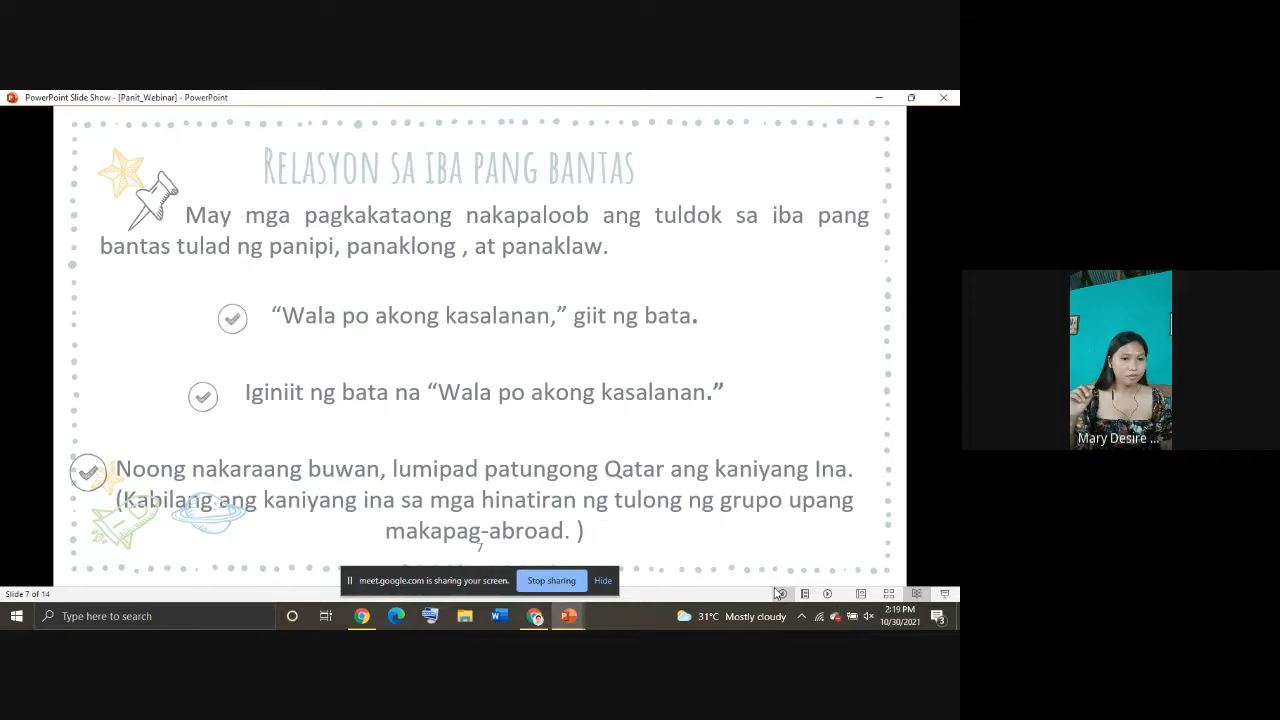 PowerPoint Slide Show - [Panit_Webinar] - PowerPoint
RELASYON SA IBA PANG BANTAS
May mga pagkakataong nakapaloob ang tuldok sa iba pang
bantas tulad ng panipi, panaklong , at panaklaw.
“Wala po akong kasalanan,” giit ng bata.
Iginiit ng bata na “Wala po akong kasalanan.”
Noong nakaraang buwan, lumipad patungong Qatar ang kaniyang Ina.
(Kabilang ang kaniyang ina sa mga hinatiran ng tulong ng grupo upang
makapag-abroad. )
7
meet.google.com is sharing your screen. Stop sharing Hide
Slide 7 of 14
Type here to search
31°C Mostly cloudy
2:19 PM
10/30/2021
3
Mary Desire ...